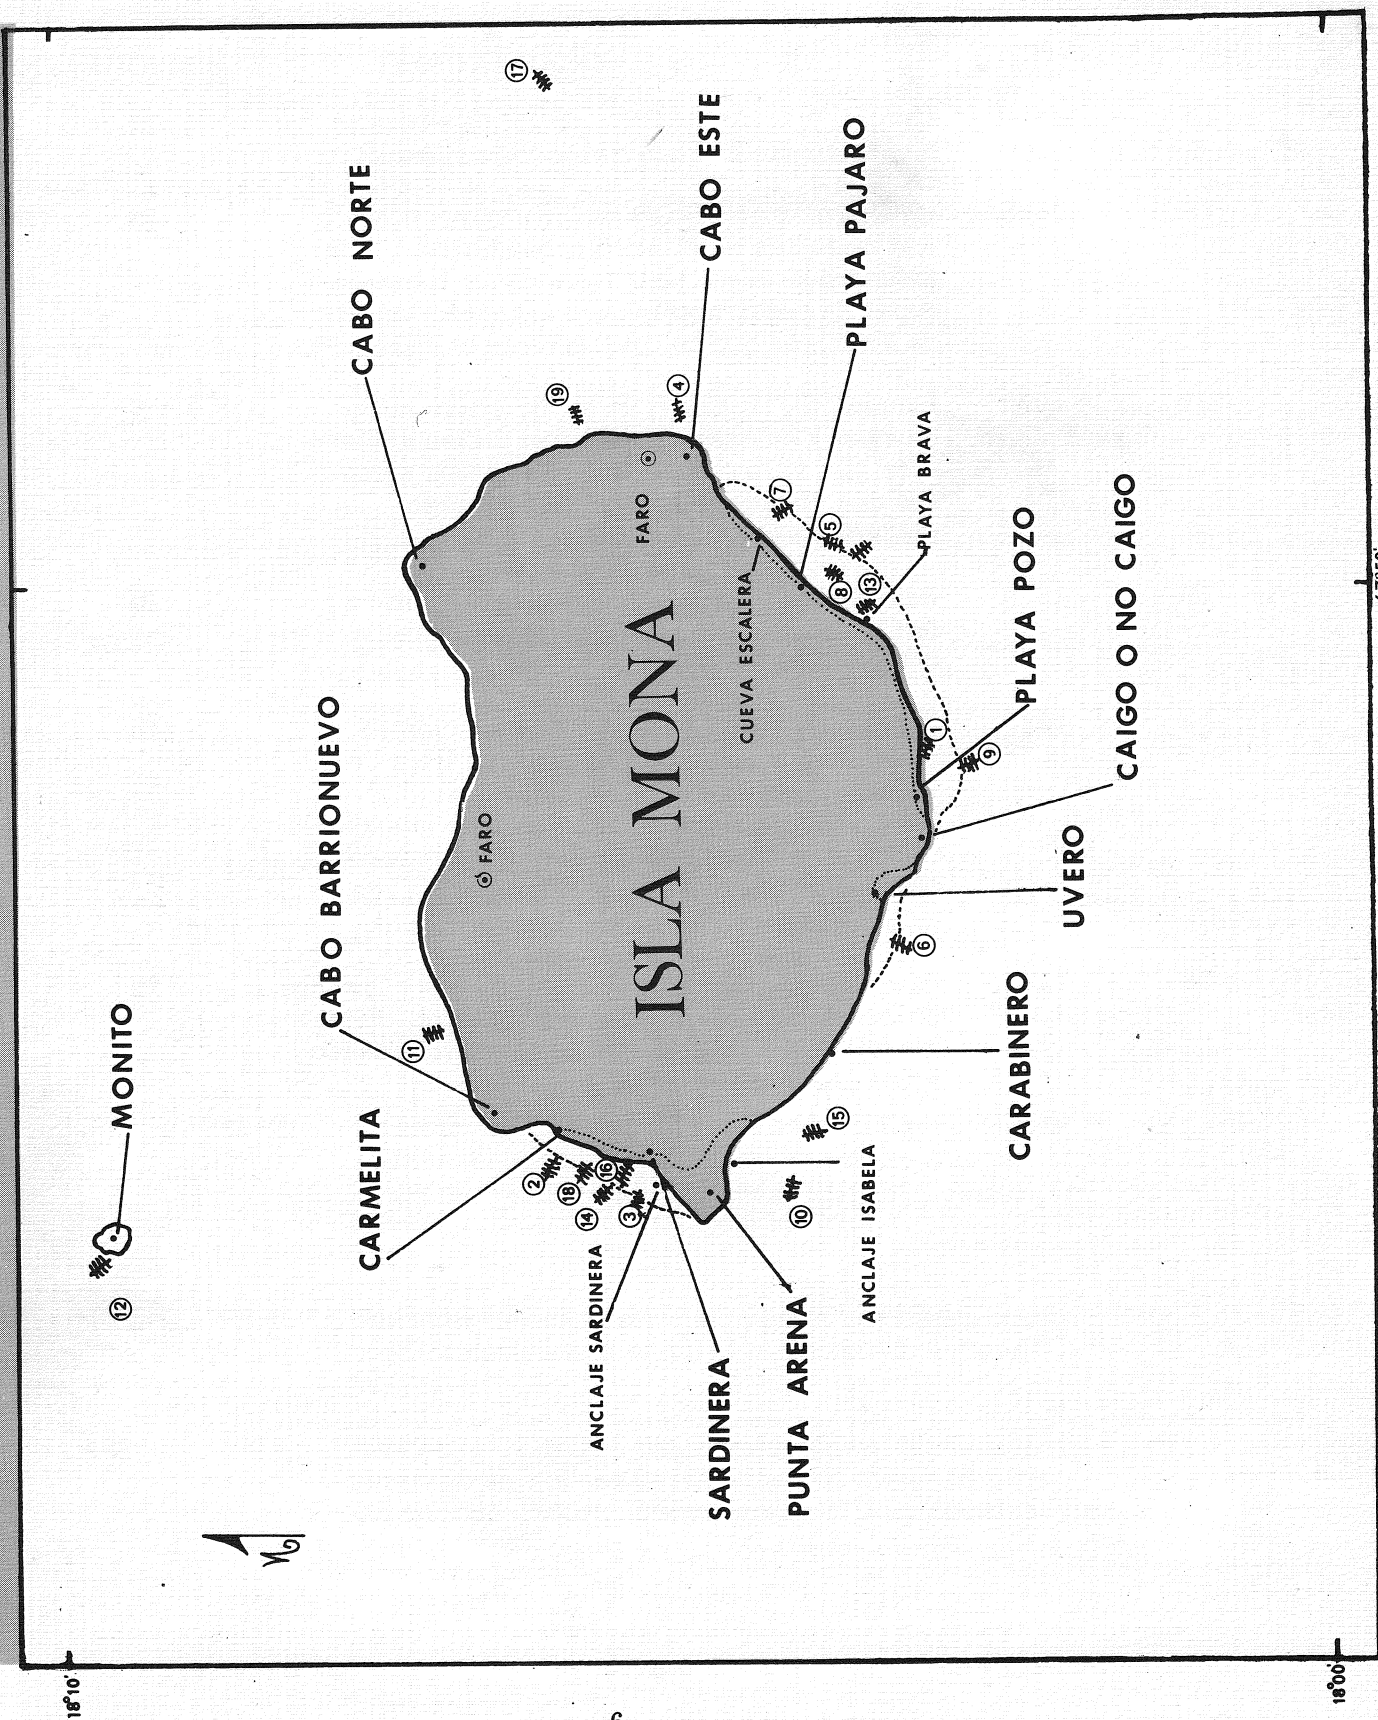 MONITO
12
CABO BARRIONUEVO
CABO NORTE
11
CARMELITA
17
FARO
19
2
18
14
16
3
FARO
4
ISLA MONA
CABO ESTE
ANCLAJE SARDINERA
CUEVA ESCALERA
7
SARDINERA
PUNTA ARENA
10
15
5
8
13
PLAYA PAJARO
ANCLAJE ISABELA
6
1
PLAYA BRAVA
9
CARABINERO
PLAYA POZO
UVERO
CAIGO O NO CAIGO
N
18°10'
18°00'